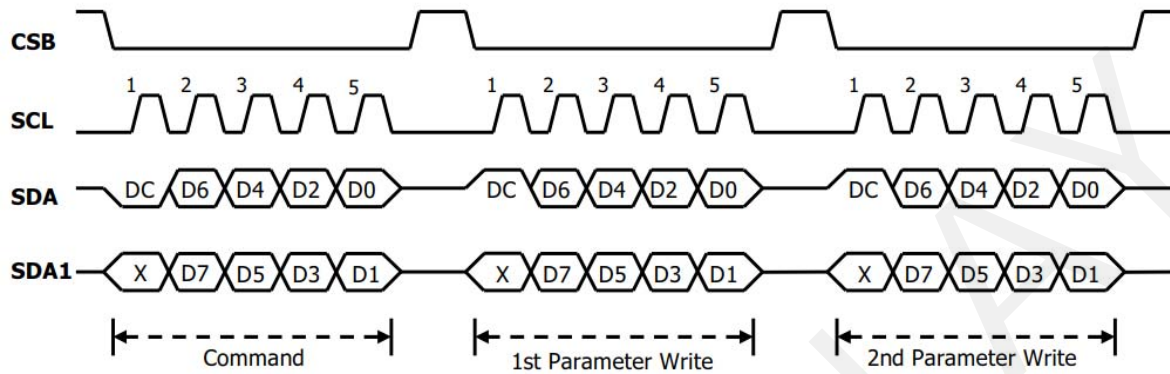 CSB
SCL 1 2 3 4 5 1 2 3 4 5 1 2 3 4 5
SDA DC D6 D4 D2 D0 DC D6 D4 D2 D0 DC D6 D4 D2 D0
SDA1 X D7 D5 D3 D1 X D7 D5 D3 D1 X D7 D5 D3 D1
Command 1st Parameter Write 2nd Parameter Write